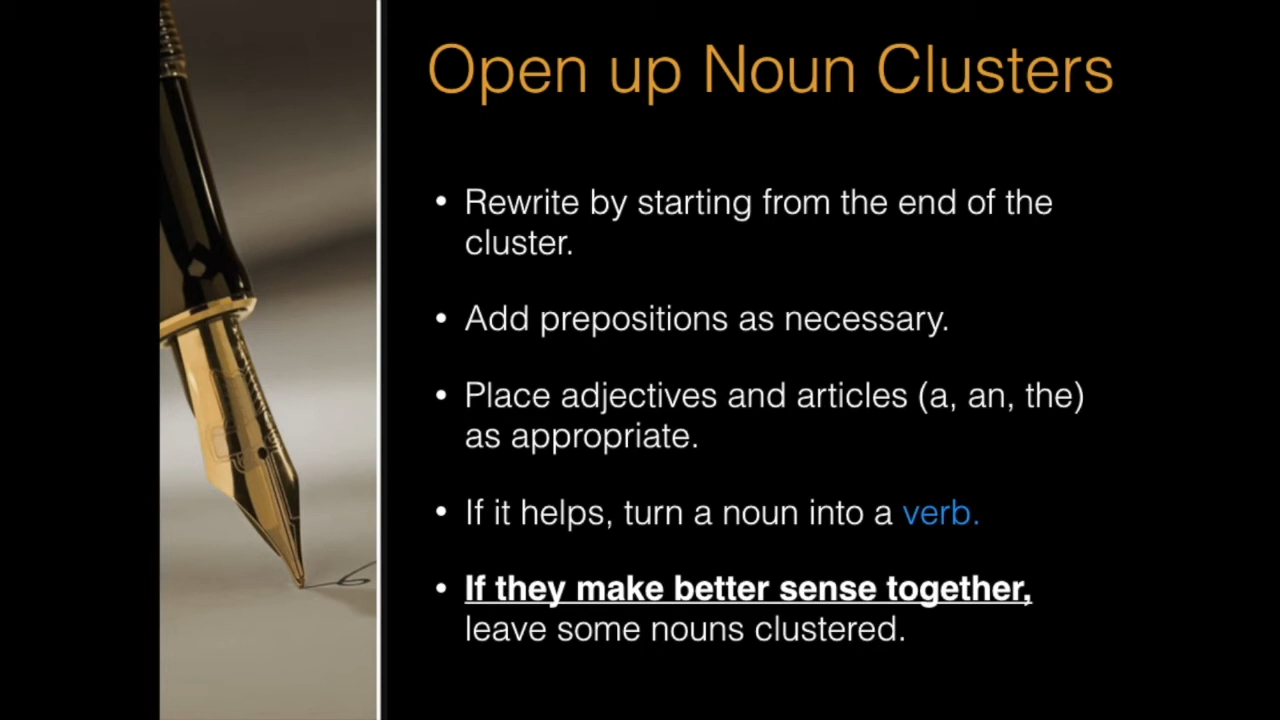 Open up Noun Clusters
• Rewrite by starting from the end of the
cluster.
• Add prepositions as necessary.
• Place adjectives and articles (a, an, the)
as appropriate.
• If it helps, turn a noun into a verb.
• If they make better sense together,
leave some nouns clustered.